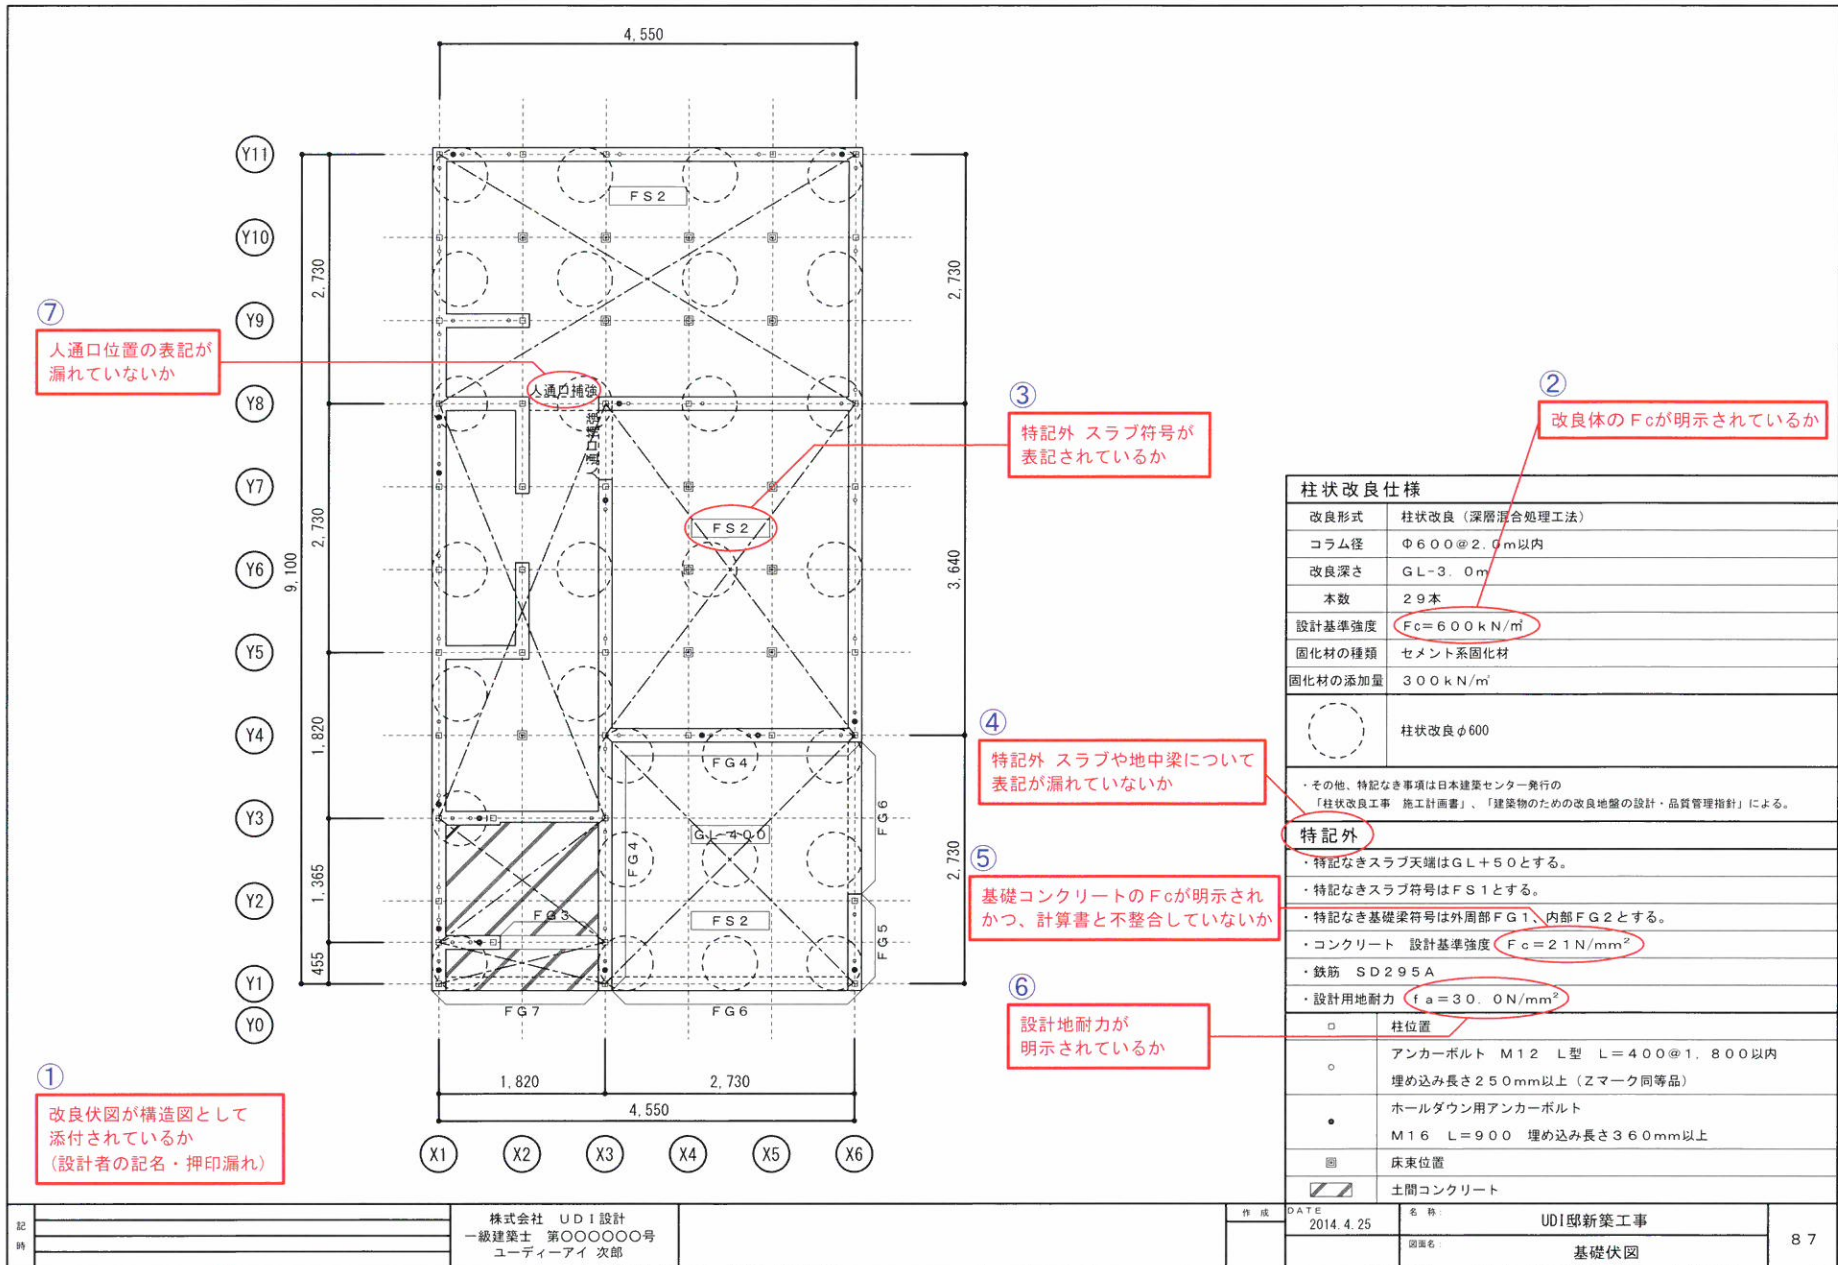 4,550
Y11
Y10
Y9
Y8
Y7
Y6
Y5
Y4
Y3
Y2
Y1
Y0
9,100
2,730
2,730
1,820
1,365
455
2,730
3,640
2,730
FS2
人通口補強
人通口補強
FS2
FG4
GL-400
FG4
FG6
FS2
FG3
FG5
FG7
FG6
1,820
2,730
4,550
X1
X2
X3
X4
X5
X6
⑦
人通口位置の表記が
漏れていないか
③
特記外 スラブ符号が
表記されているか
②
改良体のFcが明示されているか
④
特記外 スラブや地中梁について
表記が漏れていないか
⑤
基礎コンクリートのFcが明示され
かつ、計算書と不整合していないか
⑥
設計地耐力が
明示されているか
①
改良伏図が構造図として
添付されているか
(設計者の記名・押印漏れ)
柱状改良仕様
改良形式 柱状改良（深層混合処理工法）
コラム径 Φ600@2.0m以内
改良深さ GL-3.0m
本数 29本
設計基準強度 Fc=600kN/㎡
固化材の種類 セメント系固化材
固化材の添加量 300kN/㎡
柱状改良φ600
・その他、特記なき事項は日本建築センター発行の
「柱状改良工事 施工計画書」、「建築物のための改良地盤の設計・品質管理指針」による。
特記外
・特記なきスラブ天端はGL+50とする。
・特記なきスラブ符号はFS1とする。
・特記なき基礎梁符号は外周部FG1、内部FG2とする。
・コンクリート 設計基準強度 Fc=21N/mm²
・鉄筋 SD295A
・設計用地耐力 fa=30.0N/mm²
柱位置
アンカーボルト M12 L型 L=400@1,800以内
埋め込み長さ250mm以上（Zマーク同等品）
ホールダウン用アンカーボルト
M16 L=900 埋め込み長さ360mm以上
床束位置
土間コンクリート
記
時
株式会社 UDI設計
一級建築士 第〇〇〇〇〇〇号
ユーディーアイ 次郎
作成
DATE
2014.4.25
名称:
UDI邸新築工事
図面名:
基礎伏図
87